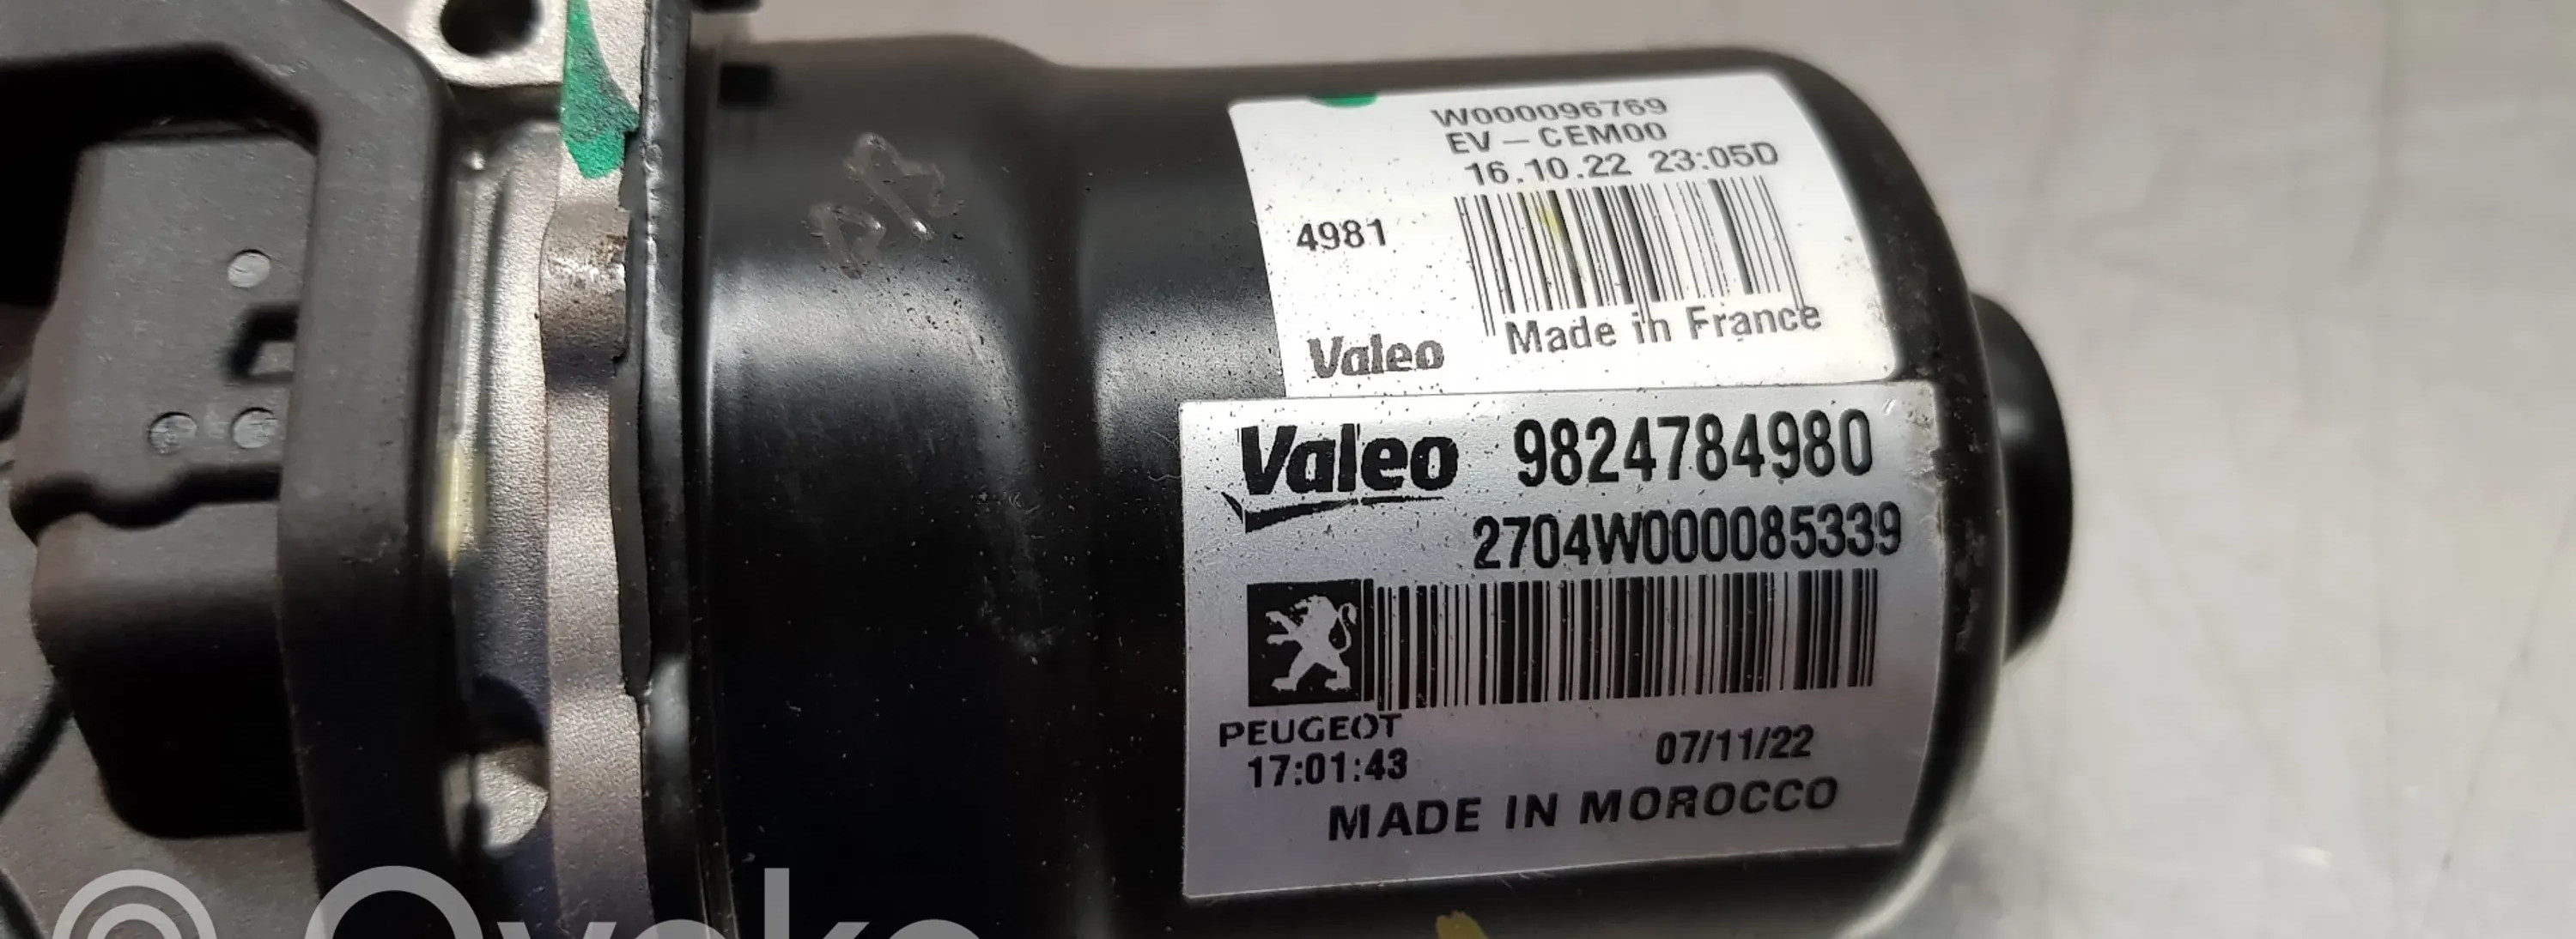 W000096769
EV-CEM00
16.10.22 23:05D
4981
Made in France
Valeo
Valeo 9824784980
2704W000085339
PEUGEOT
17:01:43 07/11/22
MADE IN MOROCCO